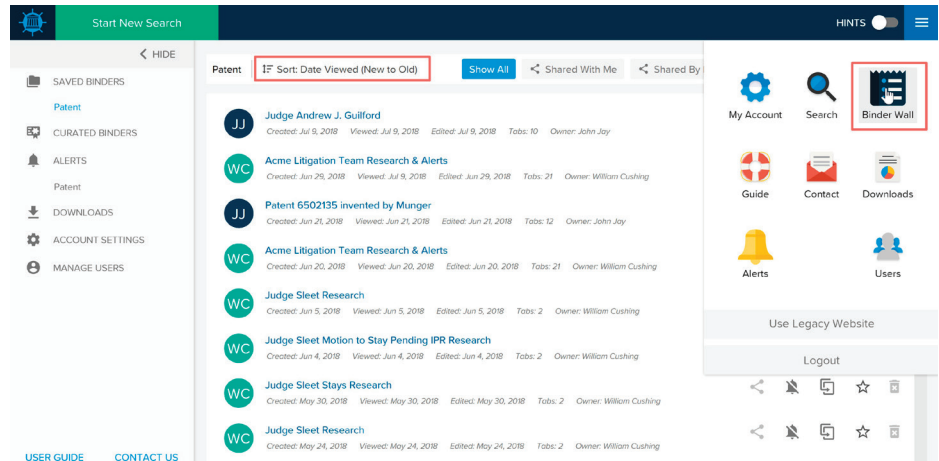 Start New Search
HINTS
HIDE
SAVED BINDERS
Patent
CURATED BINDERS
ALERTS
Patent
DOWNLOADS
ACCOUNT SETTINGS
MANAGE USERS
USER GUIDE CONTACT US
Patent Sort: Date Viewed (New to Old) Show All Shared With Me Shared By
JJ
Judge Andrew J. Guilford
Created: Jul 9, 2018 Viewed: Jul 9, 2018 Edited: Jul 9, 2018 Tabs: 10 Owner: John Jay
WC
Acme Litigation Team Research & Alerts
Created: Jun 29, 2018 Viewed: Jul 9, 2018 Edited: Jun 29, 2018 Tabs: 21 Owner: William Cushing
JJ
Patent 6502135 invented by Munger
Created: Jun 21, 2018 Viewed: Jun 21, 2018 Edited: Jun 21, 2018 Tabs: 12 Owner: John Jay
WC
Acme Litigation Team Research & Alerts
Created: Jun 20, 2018 Viewed: Jun 20, 2018 Edited: Jun 20, 2018 Tabs: 21 Owner: William Cushing
WC
Judge Sleet Research
Created: Jun 5, 2018 Viewed: Jun 5, 2018 Edited: Jun 5, 2018 Tabs: 2 Owner: William Cushing
WC
Judge Sleet Motion to Stay Pending IPR Research
Created: Jun 4, 2018 Viewed: Jun 4, 2018 Edited: Jun 4, 2018 Tabs: 2 Owner: William Cushing
WC
Judge Sleet Stays Research
Created: May 30, 2018 Viewed: May 30, 2018 Edited: May 30, 2018 Tabs: 2 Owner: William Cushing
WC
Judge Sleet Research
Created: May 24, 2018 Viewed: May 24, 2018 Edited: May 24, 2018 Tabs: 2 Owner: William Cushing
My Account Search Binder Wall
Guide Contact Downloads
Alerts Users
Use Legacy Website
Logout